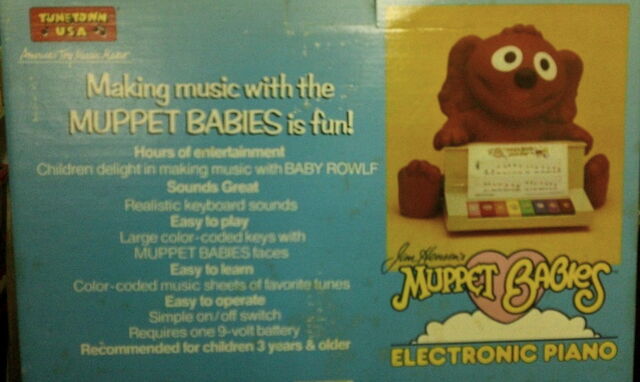 TUNETOWN
USA
America's Toy Music Maker
Making music with the
MUPPET BABIES is fun!
Hours of entertainment
Children delight in making music with BABY ROWLF
Sounds Great
Realistic keyboard sounds
Easy to play
Large color-coded keys with
MUPPET BABIES faces
Easy to learn
Color-coded music sheets of favorite tunes
Easy to operate
Simple on/off switch
Requires one 9-volt battery
Recommended for children 3 years & older
Jim Henson's
MUPPET BABIES
ELECTRONIC PIANO